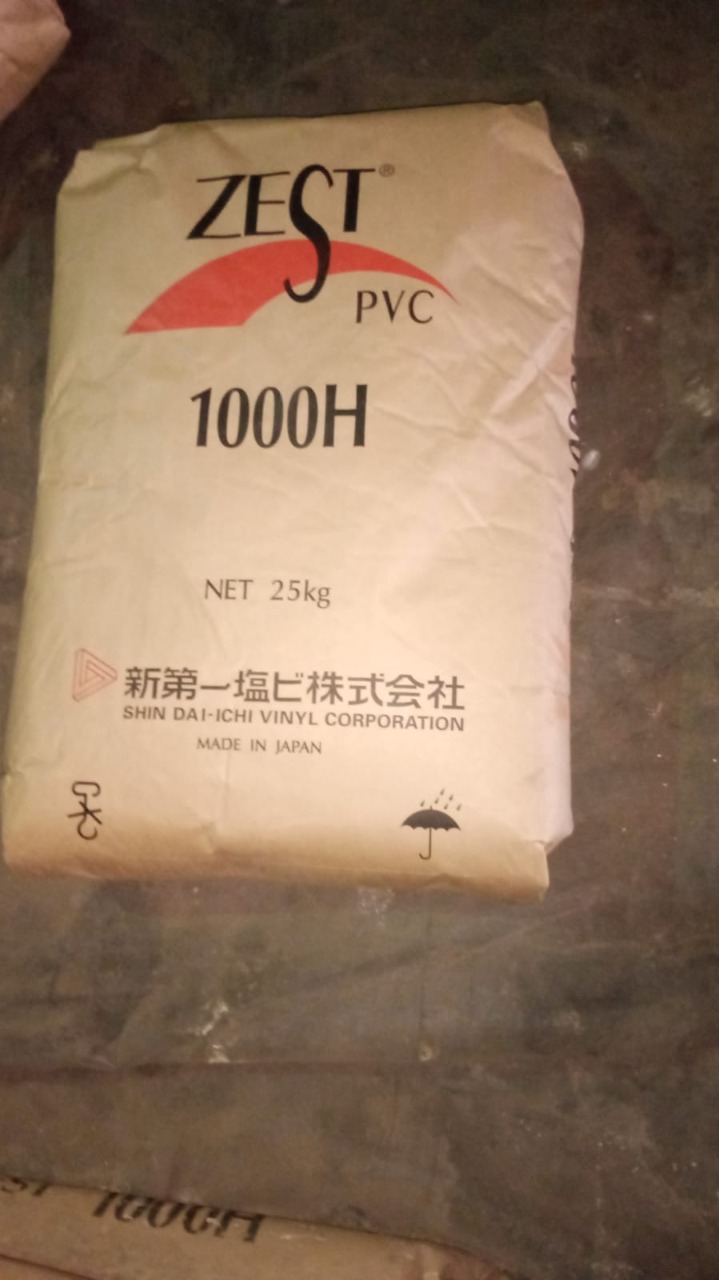 ZEST®
PVC
1000H
NET 25kg
新第一塩ビ株式会社
SHIN DAI-ICHI VINYL CORPORATION
MADE IN JAPAN
1000H